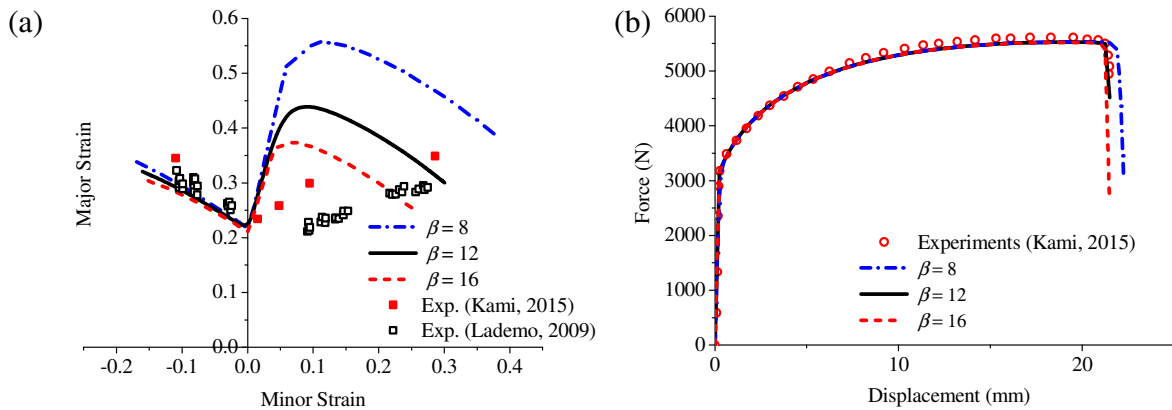 (a)
0.6
0.5
0.4
0.3
0.2
0.1
0.0
Major Strain
-0.2 -0.1 0.0 0.1 0.2 0.3 0.4
Minor Strain
β = 8
β = 12
β = 16
Exp. (Kami, 2015)
Exp. (Lademo, 2009)
(b)
6000
5000
4000
3000
2000
1000
0
Force (N)
0 10 20
Displacement (mm)
Experiments (Kami, 2015)
β = 8
β = 12
β = 16